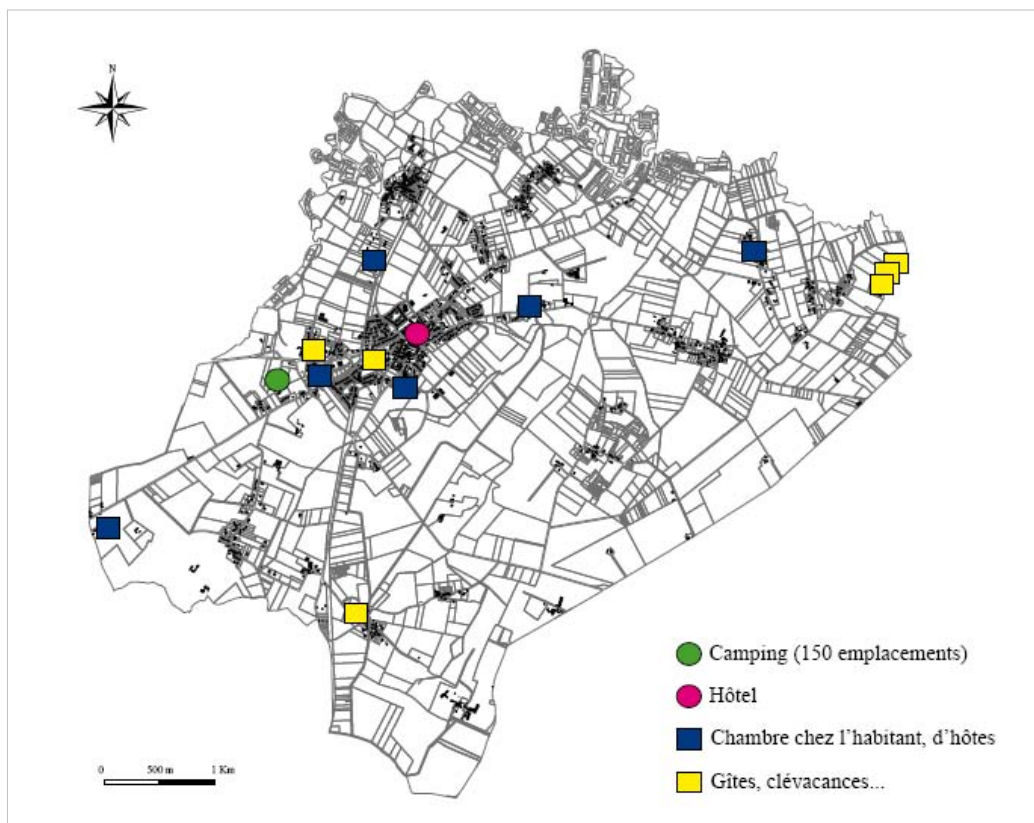 N
Camping (150 emplacements)
Hôtel
Chambre chez l'habitant, d'hôtes
Gîtes, clévacances...
0 500 m 1 Km